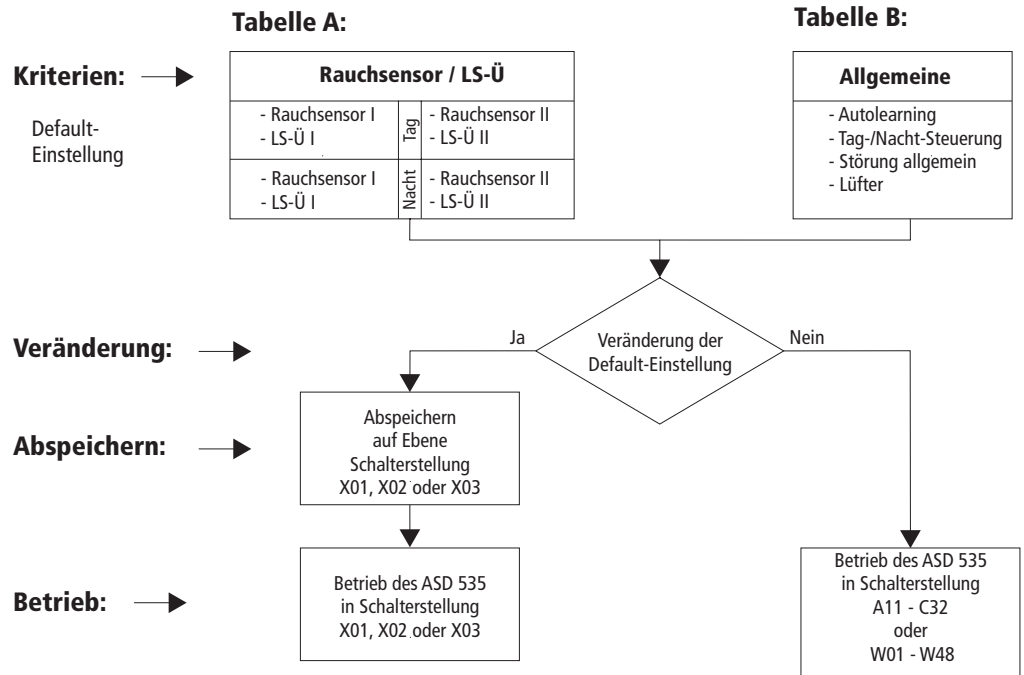 Tabelle A:
Tabelle B:
Kriterien:
Default-
Einstellung
Rauchsensor / LS-Ü
- Rauchsensor I
- LS-Ü I
Tag
- Rauchsensor II
- LS-Ü II
- Rauchsensor I
- LS-Ü I
Nacht
- Rauchsensor II
- LS-Ü II
Allgemeine
- Autolearning
- Tag-/Nacht-Steuerung
- Störung allgemein
- Lüfter
Veränderung:
Ja
Veränderung der
Default-Einstellung
Nein
Abspeichern:
Abspeichern
auf Ebene
Schalterstellung
X01, X02 oder X03
Betrieb:
Betrieb des ASD 535
in Schalterstellung
X01, X02 oder X03
Betrieb des ASD 535
in Schalterstellung
A11 - C32
oder
W01 - W48